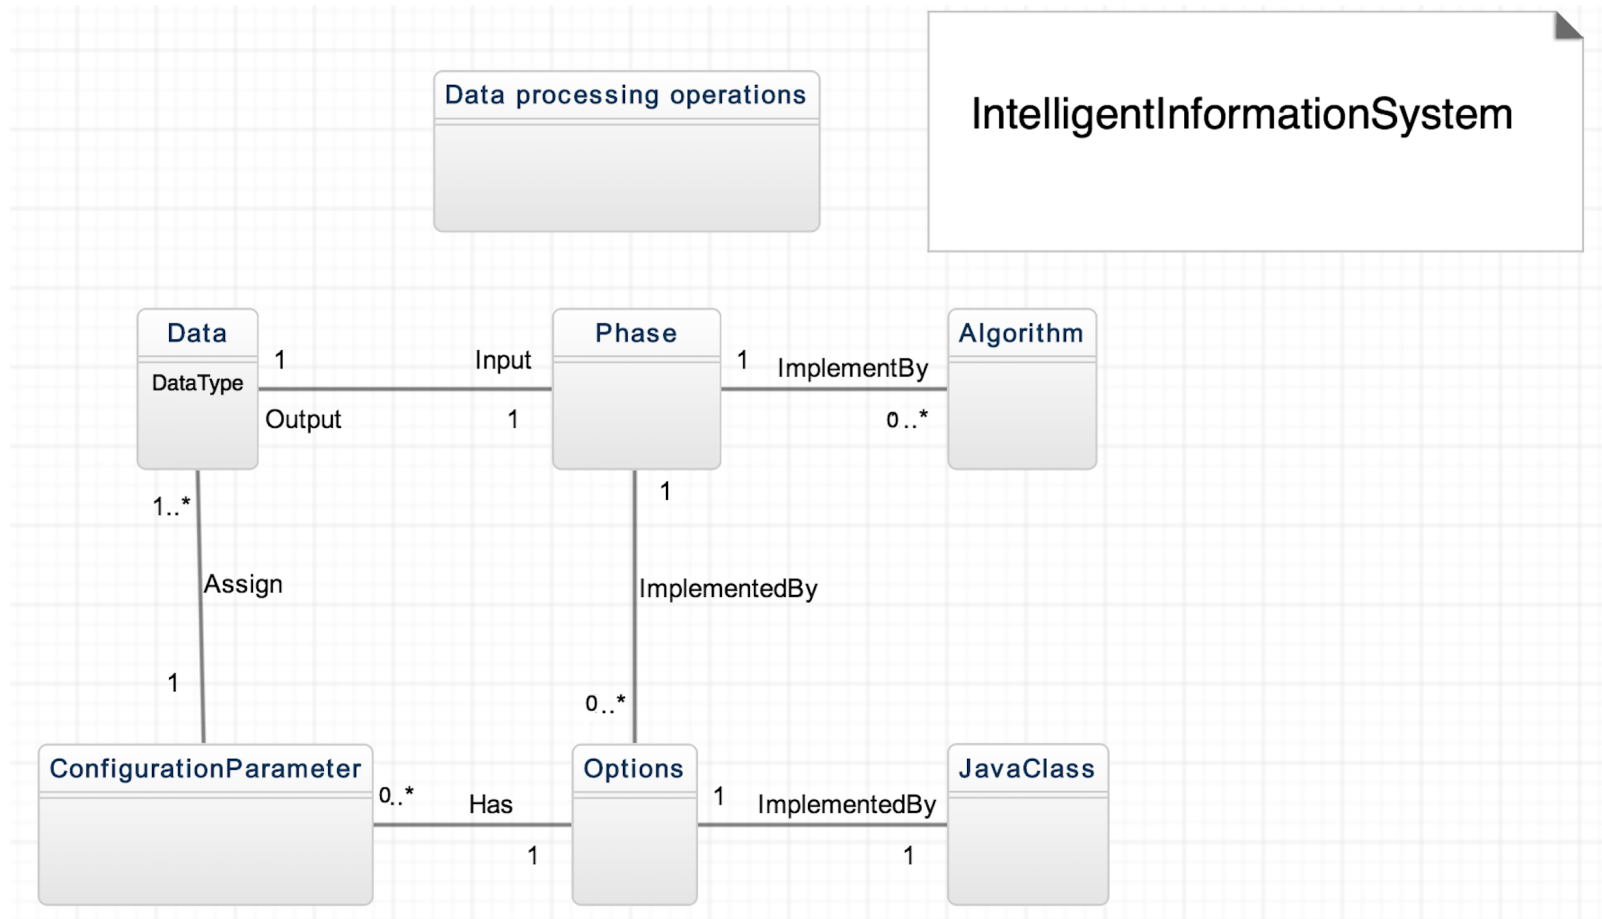 Data processing operations
IntelligentInformationSystem
Data
DataType
1
Input
Output
1
Phase
1
ImplementBy
0..*
Algorithm
1..*
Assign
1
1
ImplementedBy
0..*
ConfigurationParameter
0..*
Has
1
Options
1
ImplementedBy
1
JavaClass